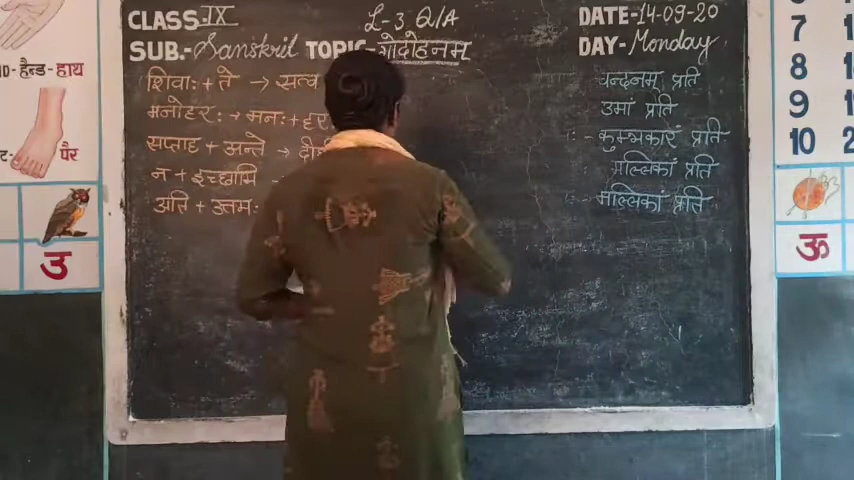 CLASS-IX L-3 Q/A DATE-14-09-20
SUB.-Sanskrit TOPIC-गोदोहनम् DAY-Monday
शिवाः + ते → सत्व चन्दनम् प्रति
मनोहरः → मनः + हर उमां प्रति
सप्ताह + अन्ते → दी :- कुम्भकारं प्रति
न + इच्छामि → मल्लिकां प्रति
अति + उत्तमः :- मल्लिकां प्रति
हैन्ड-हाथ
पैर
उ
7
8
9
10 2
ऊ